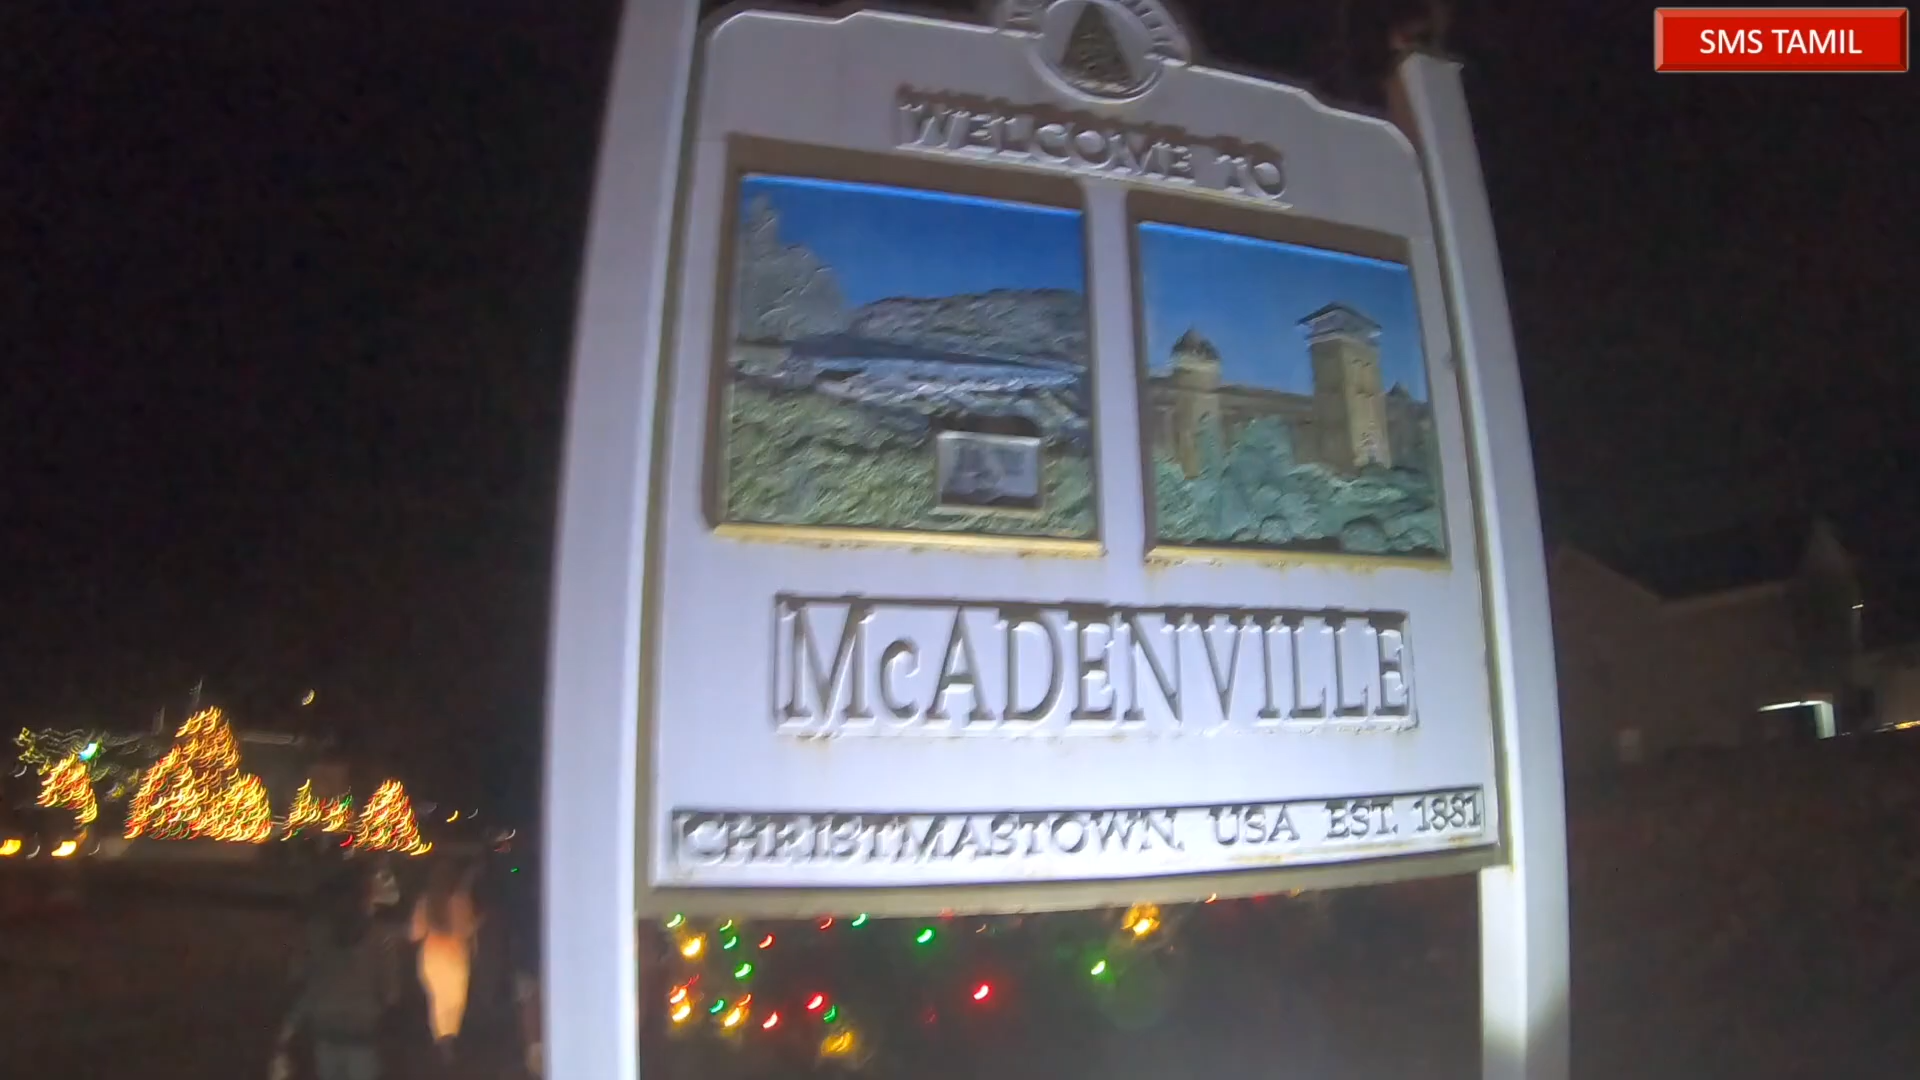 SMS TAMIL
WELCOME TO
MCADENVILLE
CHRISTMASTOWN, USA EST. 1881